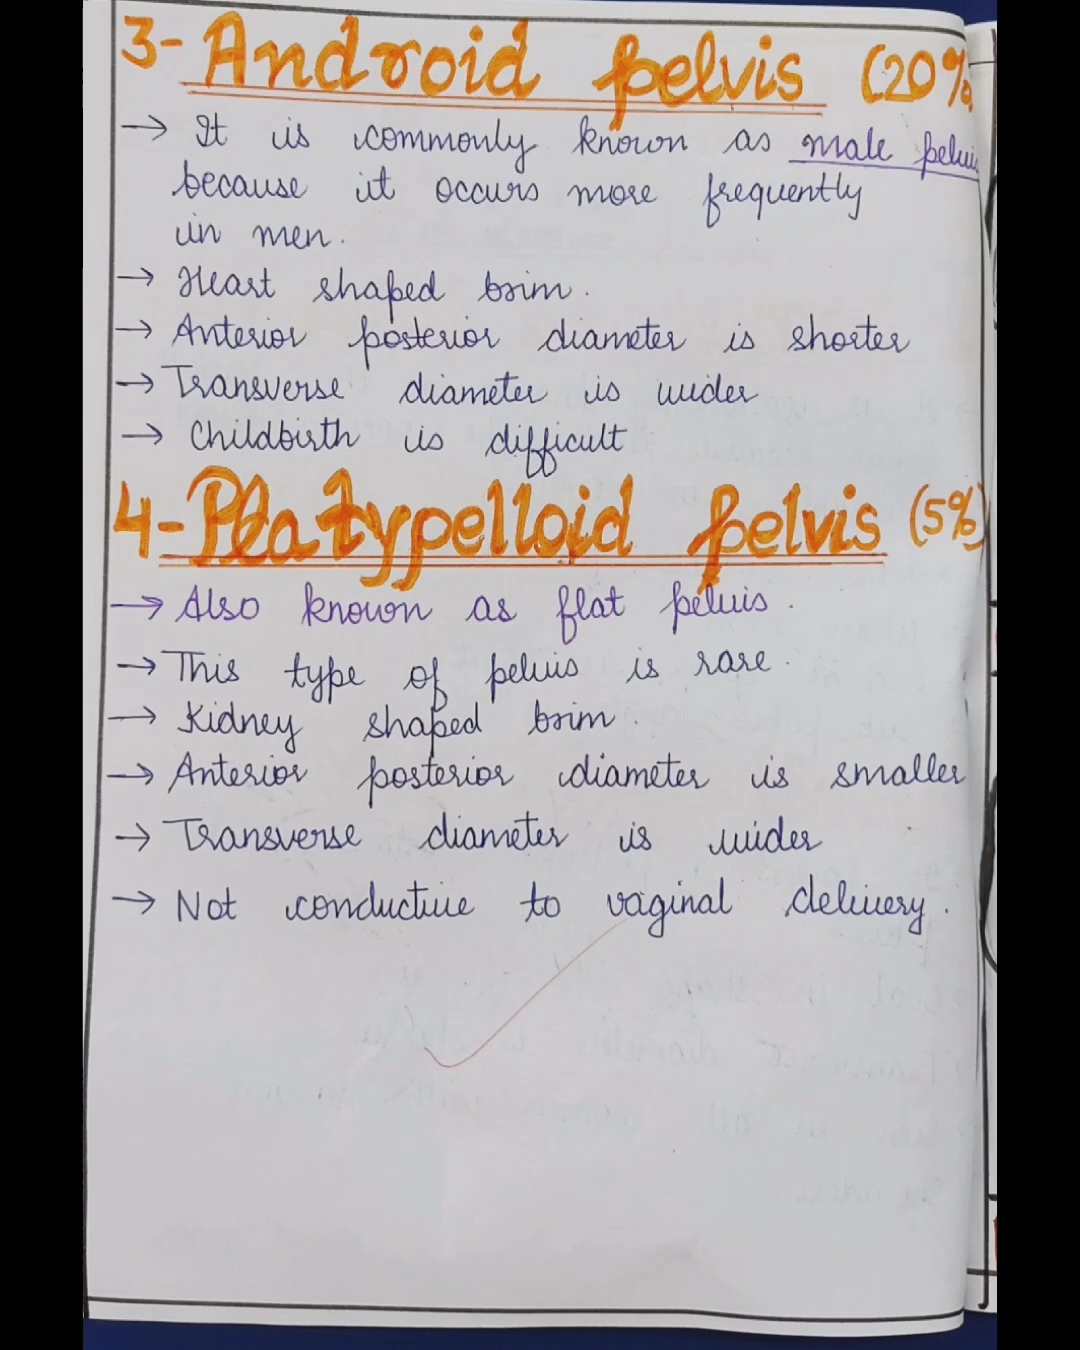 3- Android pelvis (20%
→ It is commonly known as male pelvis
because it occurs more frequently
in men.
→ Heart shaped brim.
→ Anterior posterior diameter is shorter
→ Transverse diameter is wider
→ Childbirth is difficult
4- Platypelloid pelvis (5%)
→ Also known as flat pelvis.
→ This type of pelvis is rare.
→ Kidney shaped brim.
→ Anterior posterior diameter is smaller
→ Transverse diameter is wider
→ Not conductive to vaginal delivery.